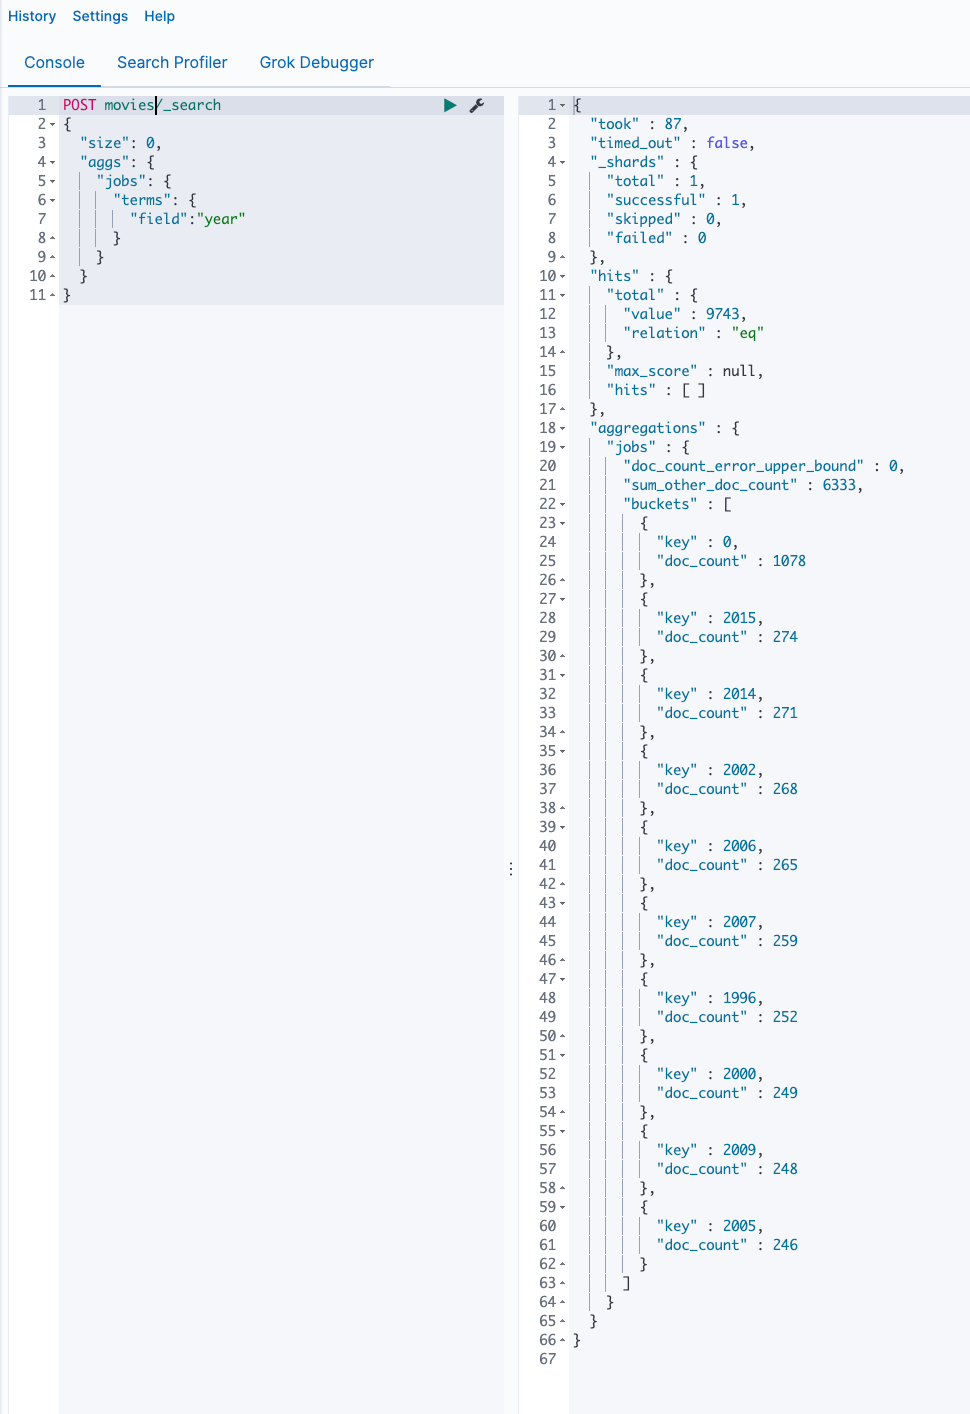 History Settings Help
Console Search Profiler Grok Debugger
1 POST movies/_search
2 {
3 "size": 0,
4 "aggs": {
5 "jobs": {
6 "terms": {
7 "field":"year"
8 }
9 }
10 }
11 }
1 {
2 "took" : 87,
3 "timed_out" : false,
4 "_shards" : {
5 "total" : 1,
6 "successful" : 1,
7 "skipped" : 0,
8 "failed" : 0
9 },
10 "hits" : {
11 "total" : {
12 "value" : 9743,
13 "relation" : "eq"
14 },
15 "max_score" : null,
16 "hits" : [ ]
17 },
18 "aggregations" : {
19 "jobs" : {
20 "doc_count_error_upper_bound" : 0,
21 "sum_other_doc_count" : 6333,
22 "buckets" : [
23 {
24 "key" : 0,
25 "doc_count" : 1078
26 },
27 {
28 "key" : 2015,
29 "doc_count" : 274
30 },
31 {
32 "key" : 2014,
33 "doc_count" : 271
34 },
35 {
36 "key" : 2002,
37 "doc_count" : 268
38 },
39 {
40 "key" : 2006,
41 "doc_count" : 265
42 },
43 {
44 "key" : 2007,
45 "doc_count" : 259
46 },
47 {
48 "key" : 1996,
49 "doc_count" : 252
50 },
51 {
52 "key" : 2000,
53 "doc_count" : 249
54 },
55 {
56 "key" : 2009,
57 "doc_count" : 248
58 },
59 {
60 "key" : 2005,
61 "doc_count" : 246
62 }
63 ]
64 }
65 }
66 }
67